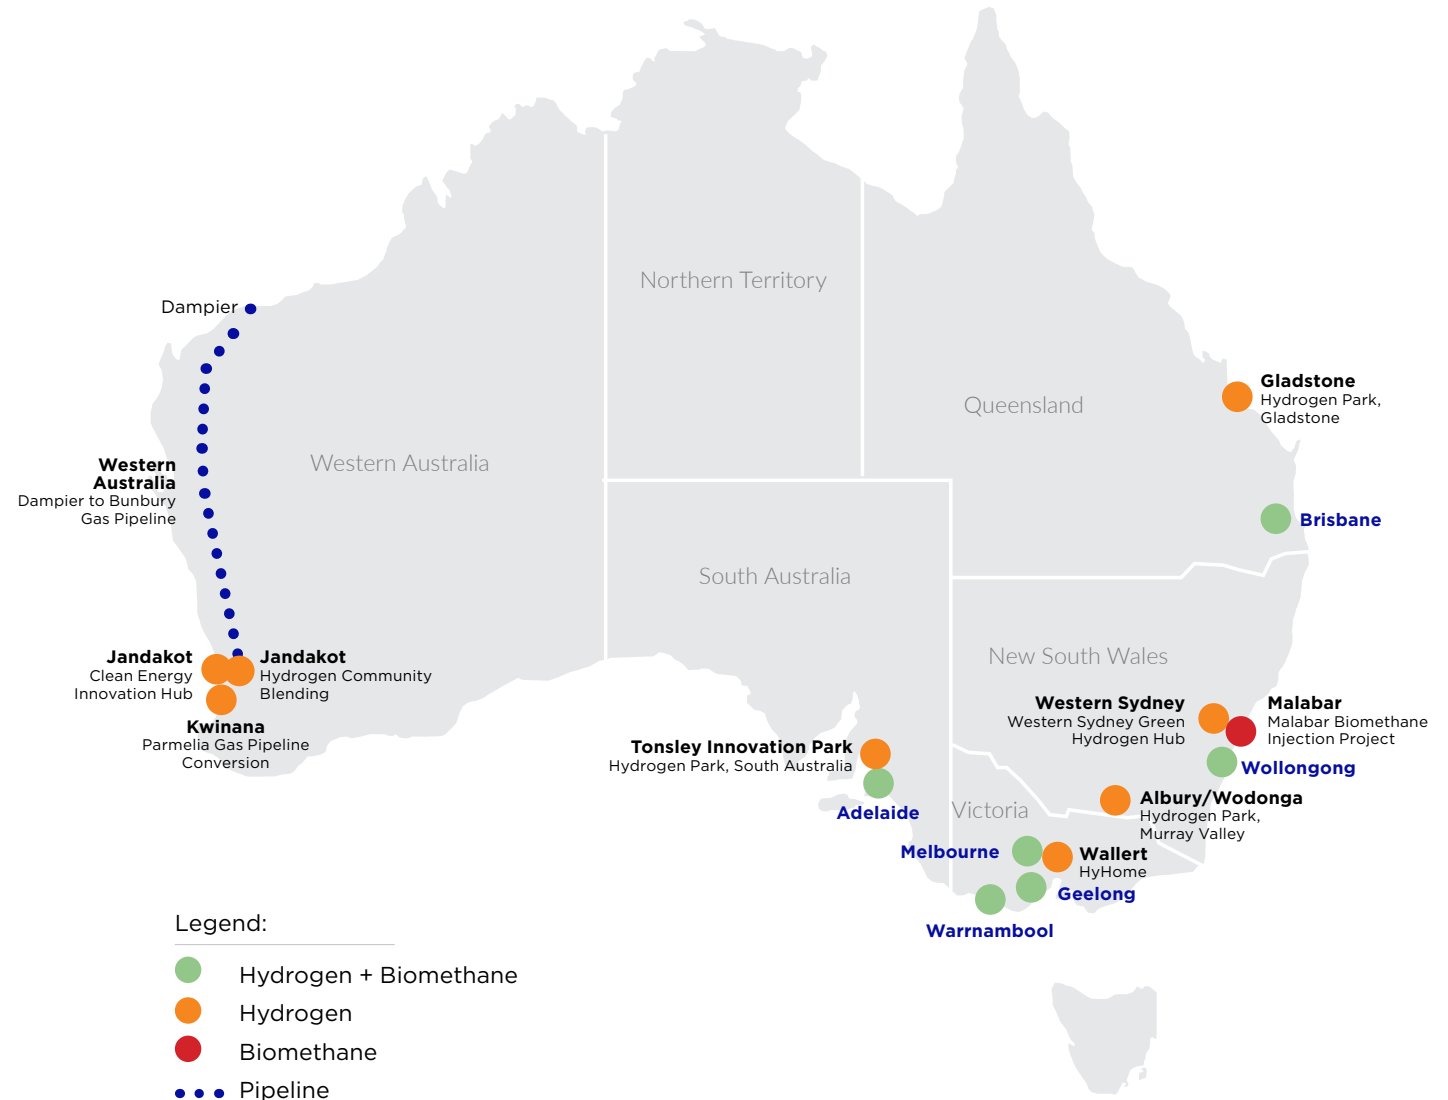 Northern Territory
Dampier
Gladstone
Hydrogen Park,
Gladstone
Queensland
Western Australia
Western
Australia
Dampier to Bunbury
Gas Pipeline
Brisbane
South Australia
New South Wales
Jandakot
Clean Energy
Innovation Hub
Jandakot
Hydrogen Community
Blending
Kwinana
Parmelia Gas Pipeline
Conversion
Western Sydney
Western Sydney Green
Hydrogen Hub
Malabar
Malabar Biomethane
Injection Project
Tonsley Innovation Park
Hydrogen Park, South Australia
Wollongong
Adelaide
Victoria
Albury/Wodonga
Hydrogen Park,
Murray Valley
Melbourne
Wallert
HyHome
Geelong
Warrnambool
Legend:
Hydrogen + Biomethane
Hydrogen
Biomethane
Pipeline